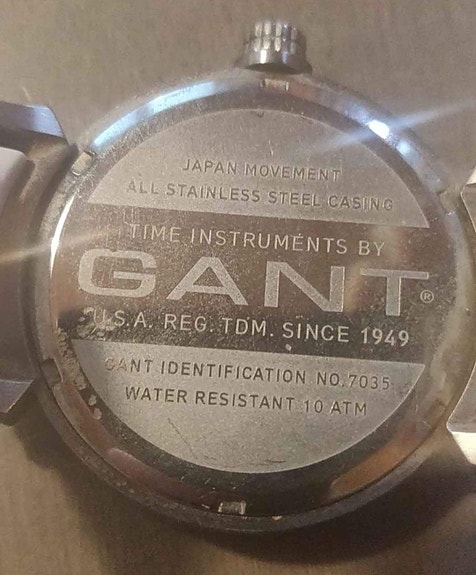 JAPAN MOVEMENT
ALL STAINLESS STEEL CASING
TIME INSTRUMENTS BY
GANT®
U.S.A. REG. TDM. SINCE 1949
GANT IDENTIFICATION NO.7035
WATER RESISTANT 10 ATM